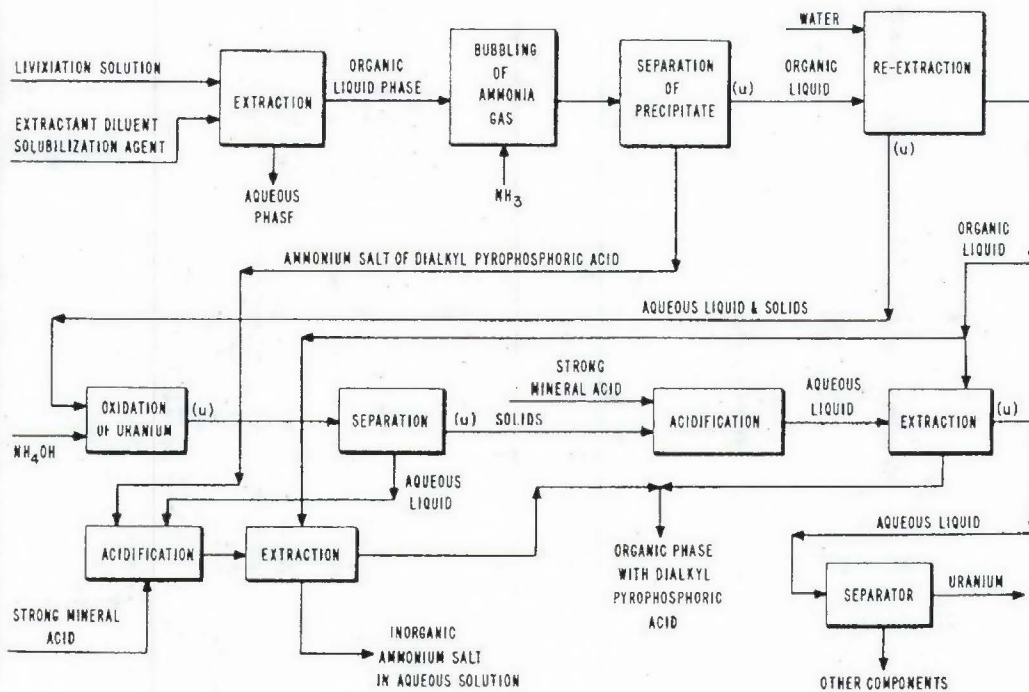 LIVIXIATION SOLUTION
EXTRACTANT DILUENT
SOLUBILIZATION AGENT
EXTRACTION
AQUEOUS
PHASE
ORGANIC
LIQUID PHASE
BUBBLING
OF
AMMONIA
GAS
NH3
SEPARATION
OF
PRECIPITATE
(u)
WATER
ORGANIC
LIQUID
RE-EXTRACTION
(u)
ORGANIC
LIQUID
AMMONIUM SALT OF DIALKYL PYROPHOSPHORIC ACID
AQUEOUS LIQUID & SOLIDS
OXIDATION
OF URANIUM
(u)
NH4OH
SEPARATION
(u) SOLIDS
AQUEOUS
LIQUID
STRONG
MINERAL ACID
ACIDIFICATION
AQUEOUS
LIQUID
EXTRACTION
(u)
ACIDIFICATION
STRONG MINERAL
ACID
EXTRACTION
INORGANIC
AMMONIUM SALT
IN AQUEOUS SOLUTION
ORGANIC PHASE
WITH DIALKYL
PYROPHOSPHORIC
ACID
AQUEOUS LIQUID
SEPARATOR
URANIUM
OTHER COMPONENTS